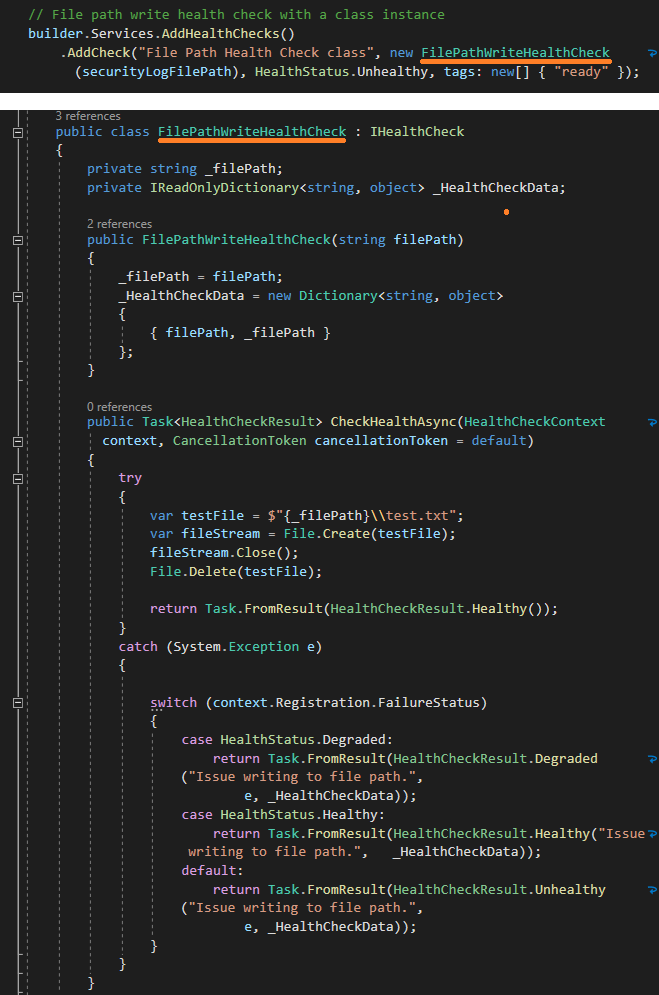 // File path write health check with a class instance
builder.Services.AddHealthChecks()
.AddCheck("File Path Health Check class", new FilePathWriteHealthCheck
(securityLogFilePath), HealthStatus.Unhealthy, tags: new[] { "ready" });
3 references
public class FilePathWriteHealthCheck : IHealthCheck
{
private string _filePath;
private IReadOnlyDictionary<string, object> _HealthCheckData;
2 references
public FilePathWriteHealthCheck(string filePath)
{
_filePath = filePath;
_HealthCheckData = new Dictionary<string, object>
{
{ filePath, _filePath }
};
}
0 references
public Task<HealthCheckResult> CheckHealthAsync(HealthCheckContext
context, CancellationToken cancellationToken = default)
{
try
{
var testFile = $"{_filePath}\\test.txt";
var fileStream = File.Create(testFile);
fileStream.Close();
File.Delete(testFile);
return Task.FromResult(HealthCheckResult.Healthy());
}
catch (System.Exception e)
{
switch (context.Registration.FailureStatus)
{
case HealthStatus.Degraded:
return Task.FromResult(HealthCheckResult.Degraded
("Issue writing to file path.",
e, _HealthCheckData));
case HealthStatus.Healthy:
return Task.FromResult(HealthCheckResult.Healthy("Issue
writing to file path.",   _HealthCheckData));
default:
return Task.FromResult(HealthCheckResult.Unhealthy
("Issue writing to file path.",
e, _HealthCheckData));
}
}
}